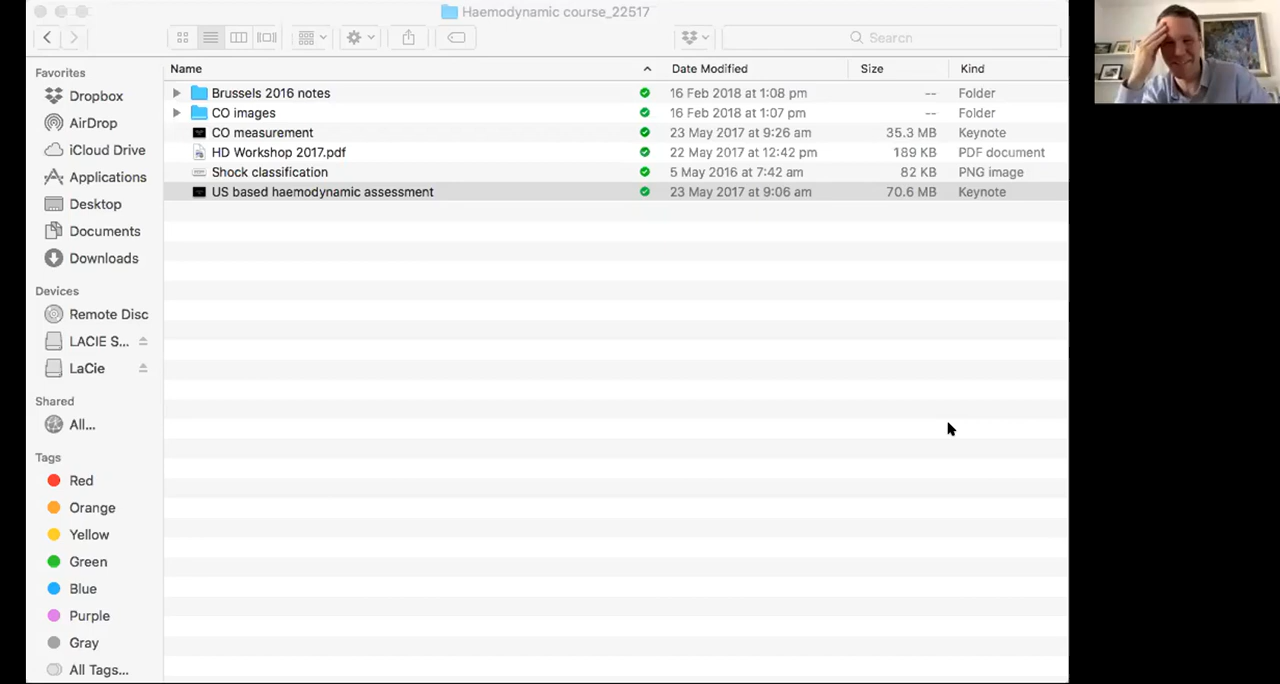 Haemodynamic course_22517
Search
Favorites
Dropbox
AirDrop
iCloud Drive
Applications
Desktop
Documents
Downloads
Devices
Remote Disc
LACIE S...
LaCie
Shared
All...
Tags
Red
Orange
Yellow
Green
Blue
Purple
Gray
All Tags...
Name Date Modified Size Kind
Brussels 2016 notes 16 Feb 2018 at 1:08 pm -- Folder
CO images 16 Feb 2018 at 1:07 pm -- Folder
CO measurement 23 May 2017 at 9:26 am 35.3 MB Keynote
HD Workshop 2017.pdf 22 May 2017 at 12:42 pm 189 KB PDF document
Shock classification 5 May 2016 at 7:42 am 82 KB PNG image
US based haemodynamic assessment 23 May 2017 at 9:06 am 70.6 MB Keynote